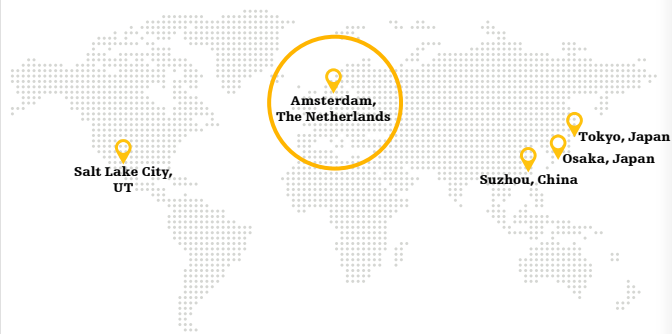 Amsterdam,
The Netherlands
Tokyo, Japan
Osaka, Japan
Salt Lake City,
UT
Suzhou, China